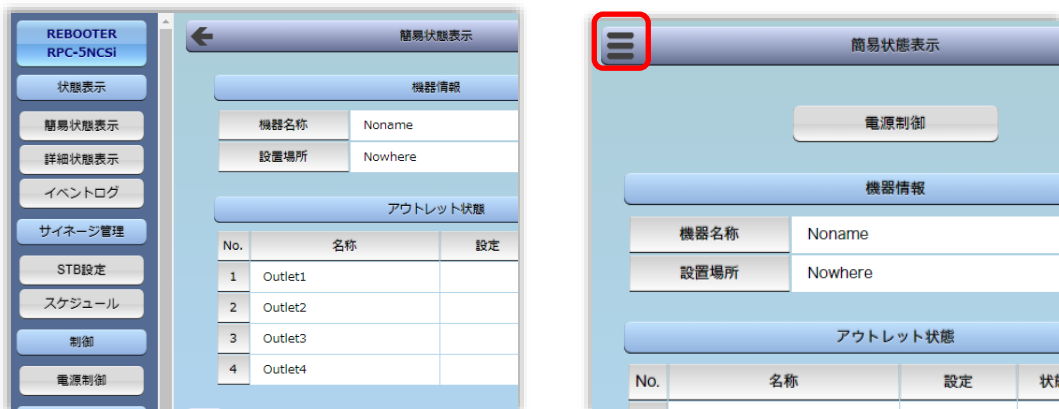 REBOOTER
RPC-5NCSi
状態表示
簡易状態表示
詳細状態表示
イベントログ
サイネージ管理
STB設定
スケジュール
制御
電源制御
簡易状態表示
機器情報
機器名称 Noname
設置場所 Nowhere
アウトレット状態
No. 名称 設定
1 Outlet1
2 Outlet2
3 Outlet3
4 Outlet4
簡易状態表示
電源制御
機器情報
機器名称 Noname
設置場所 Nowhere
アウトレット状態
No. 名称 設定 状